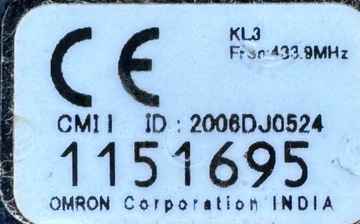 KL3
CE Freq:433.9MHz
CMII ID : 2006DJ0524
1151695
OMRON Corporation INDIA